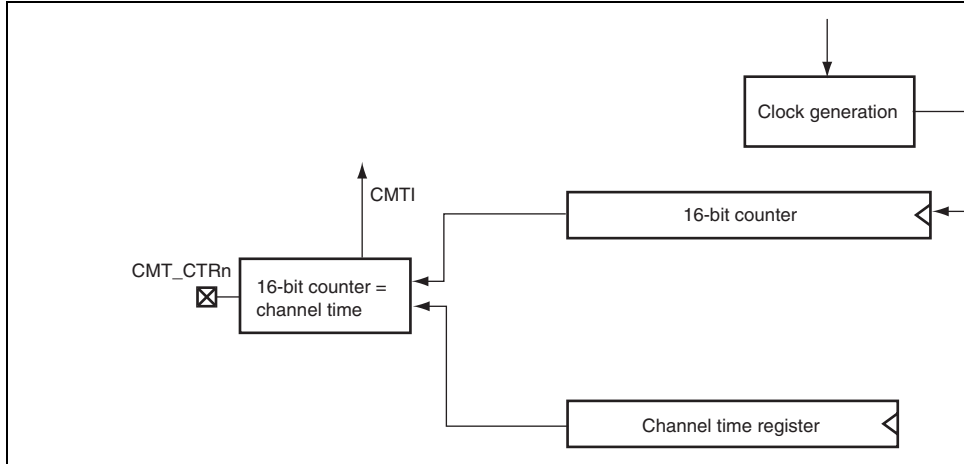 Clock generation
CMTI
16-bit counter
CMT_CTRn
16-bit counter =
channel time
Channel time register